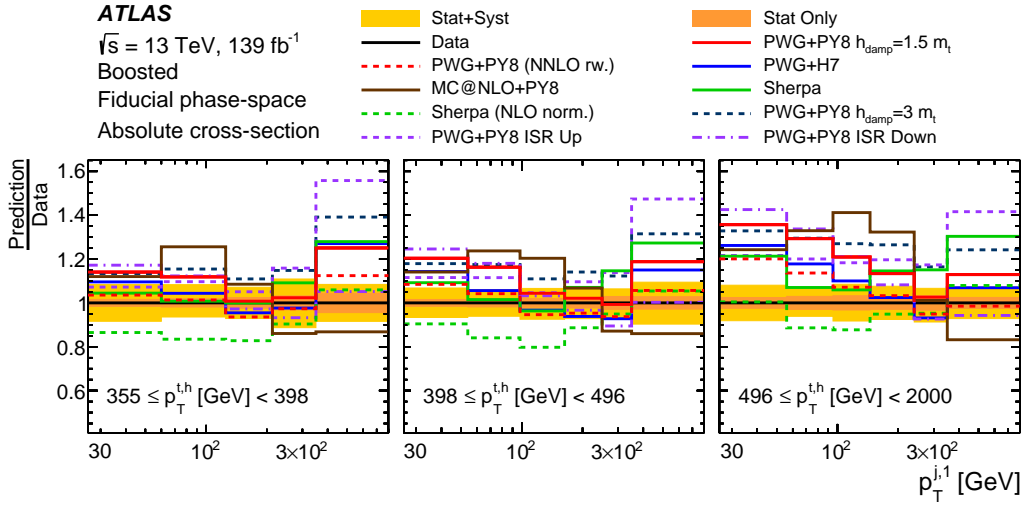 ATLAS
√s = 13 TeV, 139 fb⁻¹
Boosted
Fiducial phase-space
Absolute cross-section
Stat+Syst
Data
PWG+PY8 (NNLO rw.)
MC@NLO+PY8
Sherpa (NLO norm.)
PWG+PY8 ISR Up
Stat Only
PWG+PY8 h_damp=1.5 m_t
PWG+H7
Sherpa
PWG+PY8 h_damp=3 m_t
PWG+PY8 ISR Down
Prediction
Data
1.6
1.4
1.2
1
0.8
0.6
355 ≤ p_T^{t,h} [GeV] < 398
398 ≤ p_T^{t,h} [GeV] < 496
496 ≤ p_T^{t,h} [GeV] < 2000
30 10² 3×10² 30 10² 3×10² 30 10² 3×10²
p_T^{j,1} [GeV]